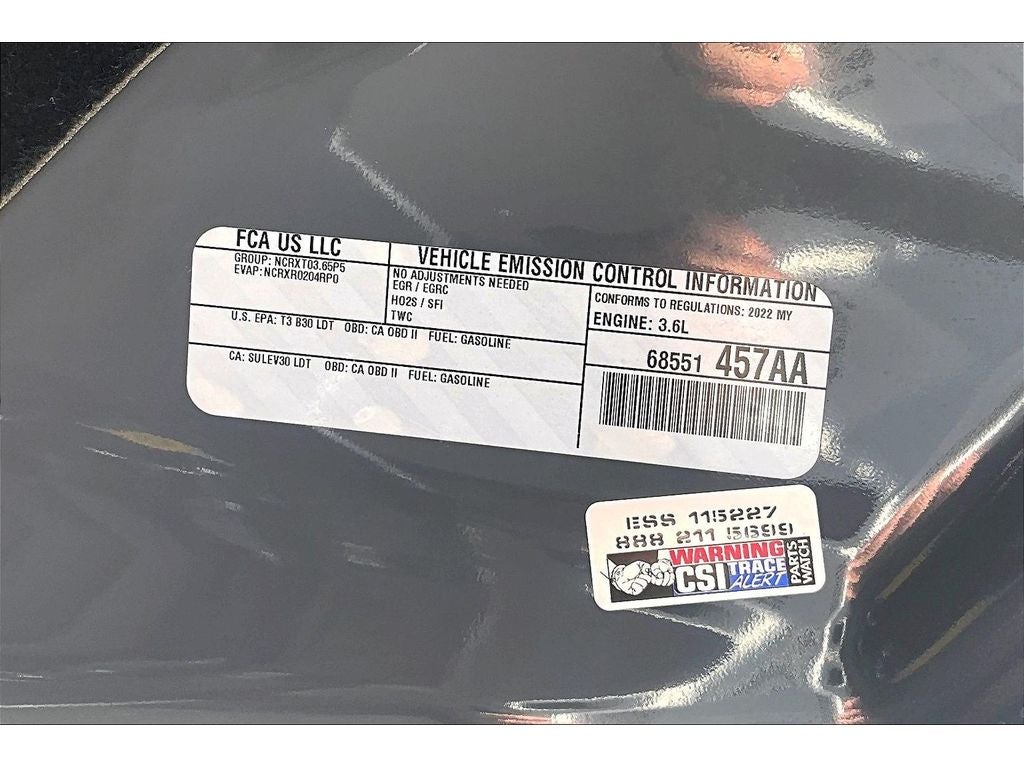 FCA US LLC
GROUP: NCRXT03.65P5
EVAP: NCRXR0204RP0
VEHICLE EMISSION CONTROL INFORMATION
NO ADJUSTMENTS NEEDED
EGR / EGRC
HO2S / SFI
TWC
CONFORMS TO REGULATIONS: 2022 MY
ENGINE: 3.6L
U.S. EPA: T3 B30 LDT OBD: CA OBD II FUEL: GASOLINE
CA: SULEV30 LDT OBD: CA OBD II FUEL: GASOLINE
68551 457AA
ESS 115227
888 211 5699
WARNING
CSI TRACE
ALERT
PARTS
WATCH